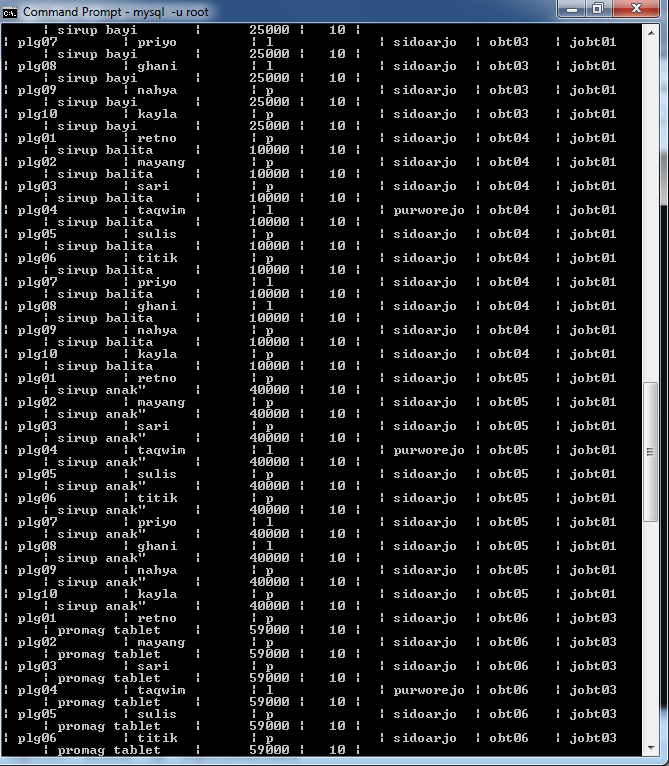 Command Prompt - mysql -u root
¦ sirup bayi ¦ 25000 ¦ 10 ¦
¦ plg07 ¦ priyo ¦ l ¦ sidoarjo ¦ obt03 ¦ jobt01
¦ sirup bayi ¦ 25000 ¦ 10 ¦
¦ plg08 ¦ ghani ¦ l ¦ sidoarjo ¦ obt03 ¦ jobt01
¦ sirup bayi ¦ 25000 ¦ 10 ¦
¦ plg09 ¦ nahya ¦ p ¦ sidoarjo ¦ obt03 ¦ jobt01
¦ sirup bayi ¦ 25000 ¦ 10 ¦
¦ plg10 ¦ kayla ¦ p ¦ sidoarjo ¦ obt03 ¦ jobt01
¦ sirup bayi ¦ 25000 ¦ 10 ¦
¦ plg01 ¦ retno ¦ p ¦ sidoarjo ¦ obt04 ¦ jobt01
¦ sirup balita ¦ 10000 ¦ 10 ¦
¦ plg02 ¦ mayang ¦ p ¦ sidoarjo ¦ obt04 ¦ jobt01
¦ sirup balita ¦ 10000 ¦ 10 ¦
¦ plg03 ¦ sari ¦ p ¦ sidoarjo ¦ obt04 ¦ jobt01
¦ sirup balita ¦ 10000 ¦ 10 ¦
¦ plg04 ¦ taqwim ¦ l ¦ purworejo ¦ obt04 ¦ jobt01
¦ sirup balita ¦ 10000 ¦ 10 ¦
¦ plg05 ¦ sulis ¦ p ¦ sidoarjo ¦ obt04 ¦ jobt01
¦ sirup balita ¦ 10000 ¦ 10 ¦
¦ plg06 ¦ titik ¦ p ¦ sidoarjo ¦ obt04 ¦ jobt01
¦ sirup balita ¦ 10000 ¦ 10 ¦
¦ plg07 ¦ priyo ¦ l ¦ sidoarjo ¦ obt04 ¦ jobt01
¦ sirup balita ¦ 10000 ¦ 10 ¦
¦ plg08 ¦ ghani ¦ l ¦ sidoarjo ¦ obt04 ¦ jobt01
¦ sirup balita ¦ 10000 ¦ 10 ¦
¦ plg09 ¦ nahya ¦ p ¦ sidoarjo ¦ obt04 ¦ jobt01
¦ sirup balita ¦ 10000 ¦ 10 ¦
¦ plg10 ¦ kayla ¦ p ¦ sidoarjo ¦ obt04 ¦ jobt01
¦ sirup balita ¦ 10000 ¦ 10 ¦
¦ plg01 ¦ retno ¦ p ¦ sidoarjo ¦ obt05 ¦ jobt01
¦ sirup anak" ¦ 40000 ¦ 10 ¦
¦ plg02 ¦ mayang ¦ p ¦ sidoarjo ¦ obt05 ¦ jobt01
¦ sirup anak" ¦ 40000 ¦ 10 ¦
¦ plg03 ¦ sari ¦ p ¦ sidoarjo ¦ obt05 ¦ jobt01
¦ sirup anak" ¦ 40000 ¦ 10 ¦
¦ plg04 ¦ taqwim ¦ l ¦ purworejo ¦ obt05 ¦ jobt01
¦ sirup anak" ¦ 40000 ¦ 10 ¦
¦ plg05 ¦ sulis ¦ p ¦ sidoarjo ¦ obt05 ¦ jobt01
¦ sirup anak" ¦ 40000 ¦ 10 ¦
¦ plg06 ¦ titik ¦ p ¦ sidoarjo ¦ obt05 ¦ jobt01
¦ sirup anak" ¦ 40000 ¦ 10 ¦
¦ plg07 ¦ priyo ¦ l ¦ sidoarjo ¦ obt05 ¦ jobt01
¦ sirup anak" ¦ 40000 ¦ 10 ¦
¦ plg08 ¦ ghani ¦ l ¦ sidoarjo ¦ obt05 ¦ jobt01
¦ sirup anak" ¦ 40000 ¦ 10 ¦
¦ plg09 ¦ nahya ¦ p ¦ sidoarjo ¦ obt05 ¦ jobt01
¦ sirup anak" ¦ 40000 ¦ 10 ¦
¦ plg10 ¦ kayla ¦ p ¦ sidoarjo ¦ obt05 ¦ jobt01
¦ sirup anak" ¦ 40000 ¦ 10 ¦
¦ plg01 ¦ retno ¦ p ¦ sidoarjo ¦ obt06 ¦ jobt03
¦ promag tablet ¦ 59000 ¦ 10 ¦
¦ plg02 ¦ mayang ¦ p ¦ sidoarjo ¦ obt06 ¦ jobt03
¦ promag tablet ¦ 59000 ¦ 10 ¦
¦ plg03 ¦ sari ¦ p ¦ sidoarjo ¦ obt06 ¦ jobt03
¦ promag tablet ¦ 59000 ¦ 10 ¦
¦ plg04 ¦ taqwim ¦ l ¦ purworejo ¦ obt06 ¦ jobt03
¦ promag tablet ¦ 59000 ¦ 10 ¦
¦ plg05 ¦ sulis ¦ p ¦ sidoarjo ¦ obt06 ¦ jobt03
¦ promag tablet ¦ 59000 ¦ 10 ¦
¦ plg06 ¦ titik ¦ p ¦ sidoarjo ¦ obt06 ¦ jobt03
¦ promag tablet ¦ 59000 ¦ 10 ¦